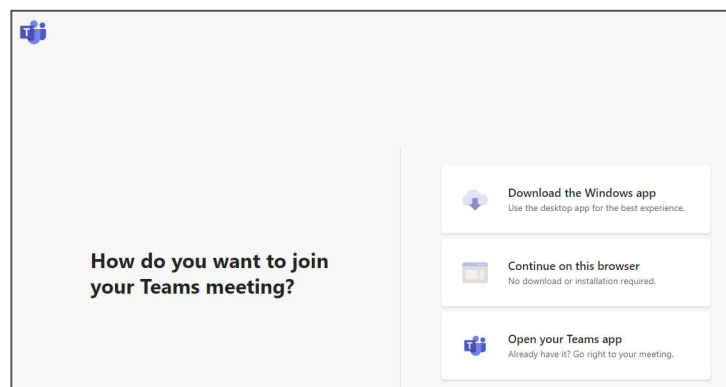 How do you want to join
your Teams meeting?
Download the Windows app
Use the desktop app for the best experience.
Continue on this browser
No download or installation required.
Open your Teams app
Already have it? Go right to your meeting.